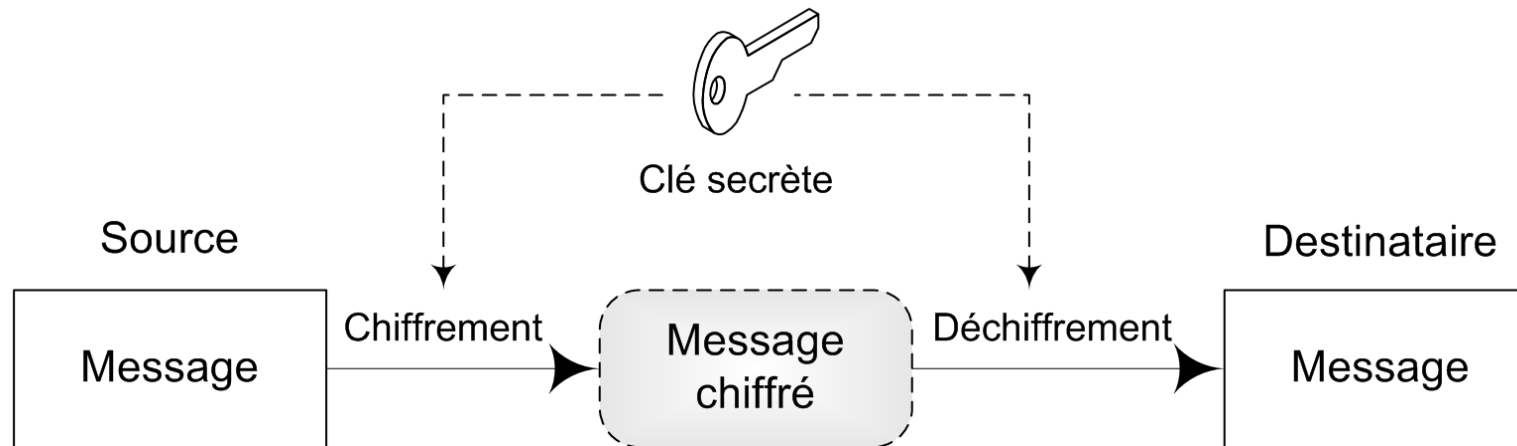 Clé secrète
Source
Destinataire
Message
Chiffrement
Message
chiffré
Déchiffrement
Message